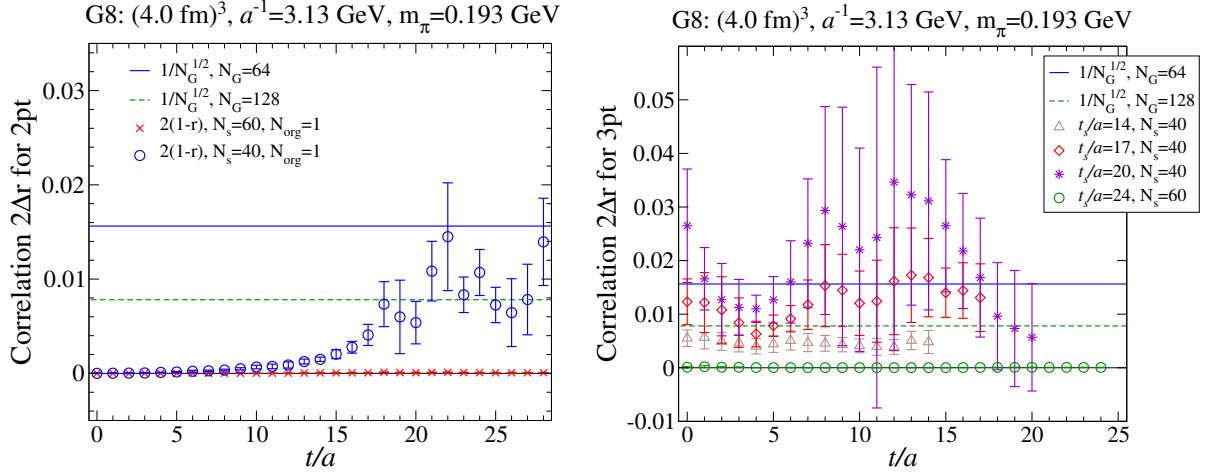 G8: (4.0 fm)³, a⁻¹=3.13 GeV, m_π=0.193 GeV
Correlation 2Δr for 2pt
0.03
0.02
0.01
0
1/N_G^{1/2}, N_G=64
1/N_G^{1/2}, N_G=128
2(1-r), N_s=60, N_org=1
2(1-r), N_s=40, N_org=1
0 5 10 15 20 25
t/a
G8: (4.0 fm)³, a⁻¹=3.13 GeV, m_π=0.193 GeV
Correlation 2Δr for 3pt
0.05
0.04
0.03
0.02
0.01
0
-0.01
1/N_G^{1/2}, N_G=64
1/N_G^{1/2}, N_G=128
t_s/a=14, N_s=40
t_s/a=17, N_s=40
t_s/a=20, N_s=40
t_s/a=24, N_s=60
0 5 10 15 20 25
t/a